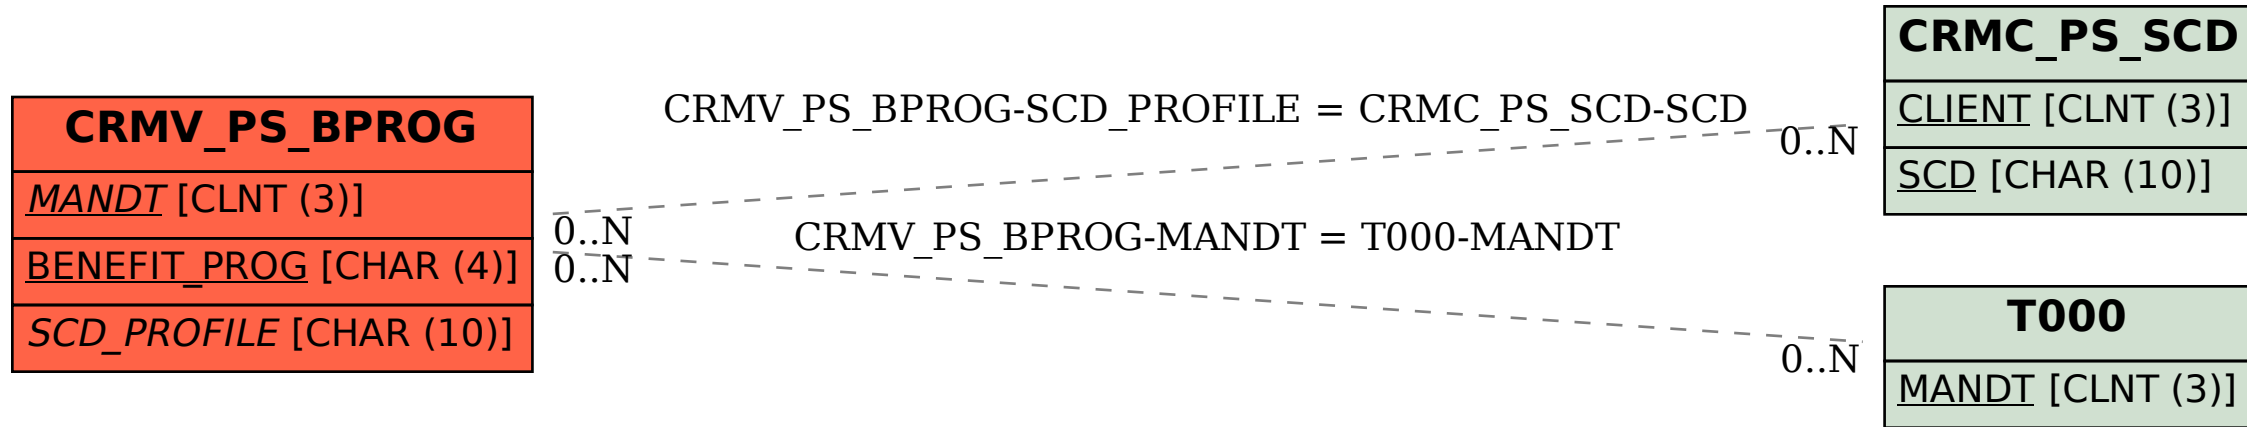 CRMV_PS_BPROG
MANDT [CLNT (3)]
BENEFIT_PROG [CHAR (4)]
SCD_PROFILE [CHAR (10)]
CRMV_PS_BPROG-SCD_PROFILE = CRMC_PS_SCD-SCD
0..N
0..N
CRMV_PS_BPROG-MANDT = T000-MANDT
0..N
0..N
CRMC_PS_SCD
CLIENT [CLNT (3)]
SCD [CHAR (10)]
T000
MANDT [CLNT (3)]